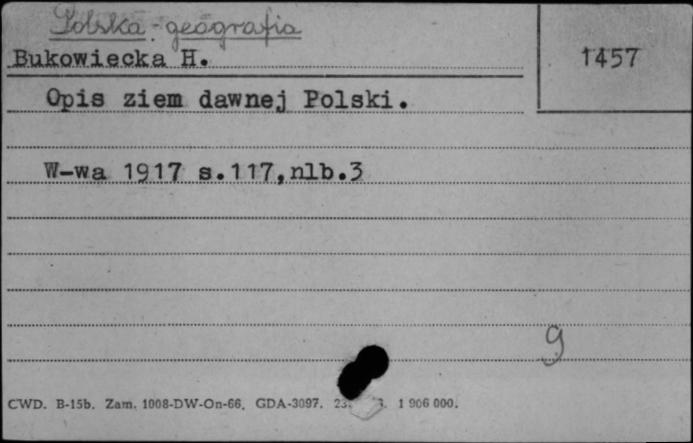 Polska - geografia
Bukowiecka H.
1457
Opis ziem dawnej Polski.
W-wa 1917 s.117,nlb.3
9
CWD. B-15b. Zam. 1008-DW-On-66. GDA-3097. 1 906 000.